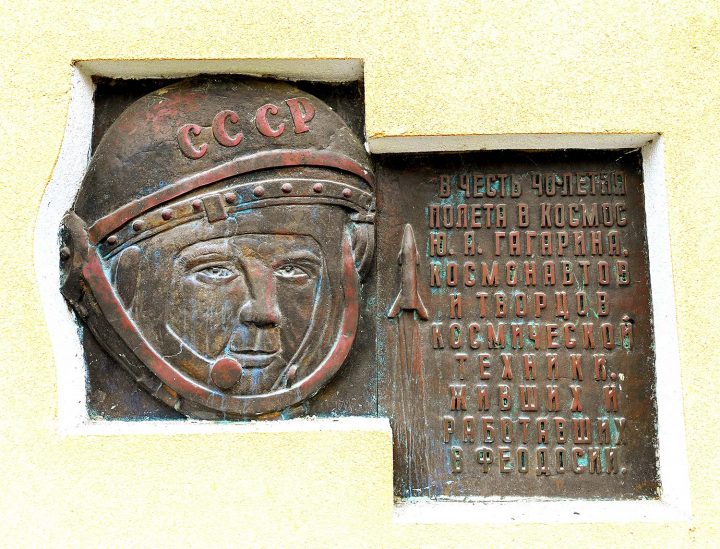 СССР
В ЧЕСТЬ 40-ЛЕТИЯ
ПОЛЕТА В КОСМОС
Ю. А. ГАГАРИНА,
КОСМОНАВТОВ
И ТВОРЦОВ
КОСМИЧЕСКОЙ
ТЕХНИКИ,
ЖИВШИХ И
РАБОТАВШИХ
В ФЕОДОСИИ.